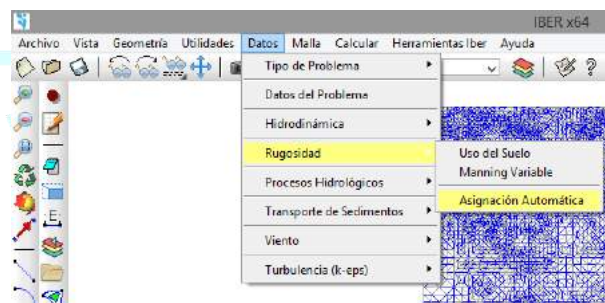 IBER x64
Archivo Vista Geometría Utilidades Datos Malla Calcular Herramientas Iber Ayuda
Tipo de Problema
Datos del Problema
Hidrodinámica
Rugosidad
Uso del Suelo
Manning Variable
Procesos Hidrológicos
Asignación Automática
Transporte de Sedimentos
Viento
Turbulencia (k-eps)